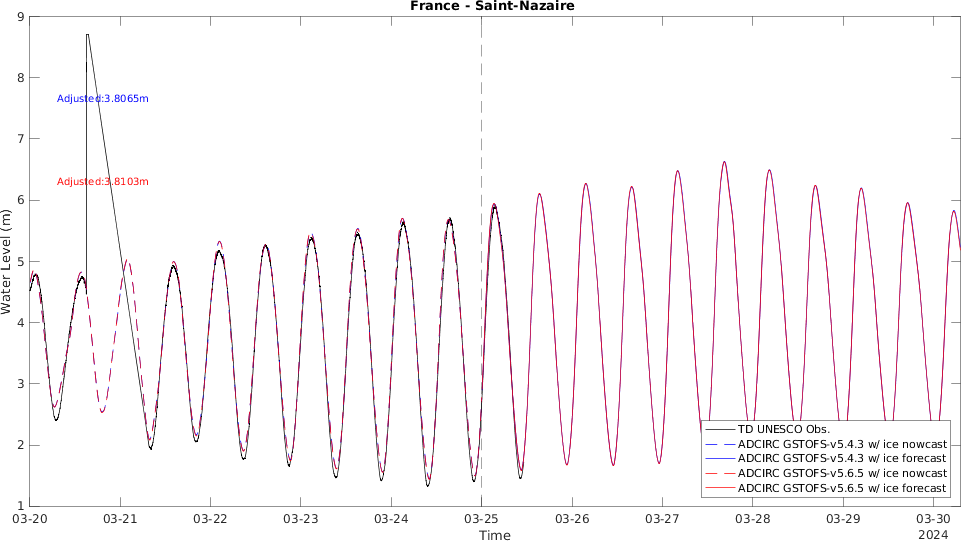 France - Saint-Nazaire
9
8
7
6
5
4
3
2
1
Water Level (m)
Adjusted:3.8065m
Adjusted:3.8103m
TD UNESCO Obs.
ADCIRC GSTOFS-v5.4.3 w/ ice nowcast
ADCIRC GSTOFS-v5.4.3 w/ ice forecast
ADCIRC GSTOFS-v5.6.5 w/ ice nowcast
ADCIRC GSTOFS-v5.6.5 w/ ice forecast
03-20 03-21 03-22 03-23 03-24 03-25 03-26 03-27 03-28 03-29 03-30
Time
2024